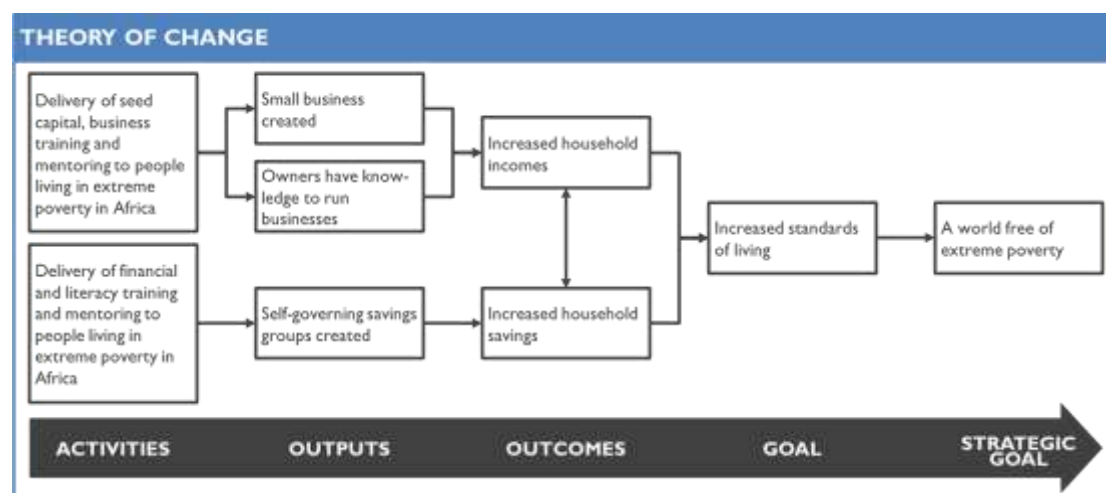 THEORY OF CHANGE
Delivery of seed
capital, business
training and
mentoring to people
living in extreme
poverty in Africa
Small business
created
Owners have know-
ledge to run
businesses
Increased household
incomes
Increased standards
of living
A world free of
extreme poverty
Delivery of financial
and literacy training
and mentoring to
people living in
extreme poverty in
Africa
Self-governing savings
groups created
Increased household
savings
ACTIVITIES
OUTPUTS
OUTCOMES
GOAL
STRATEGIC
GOAL